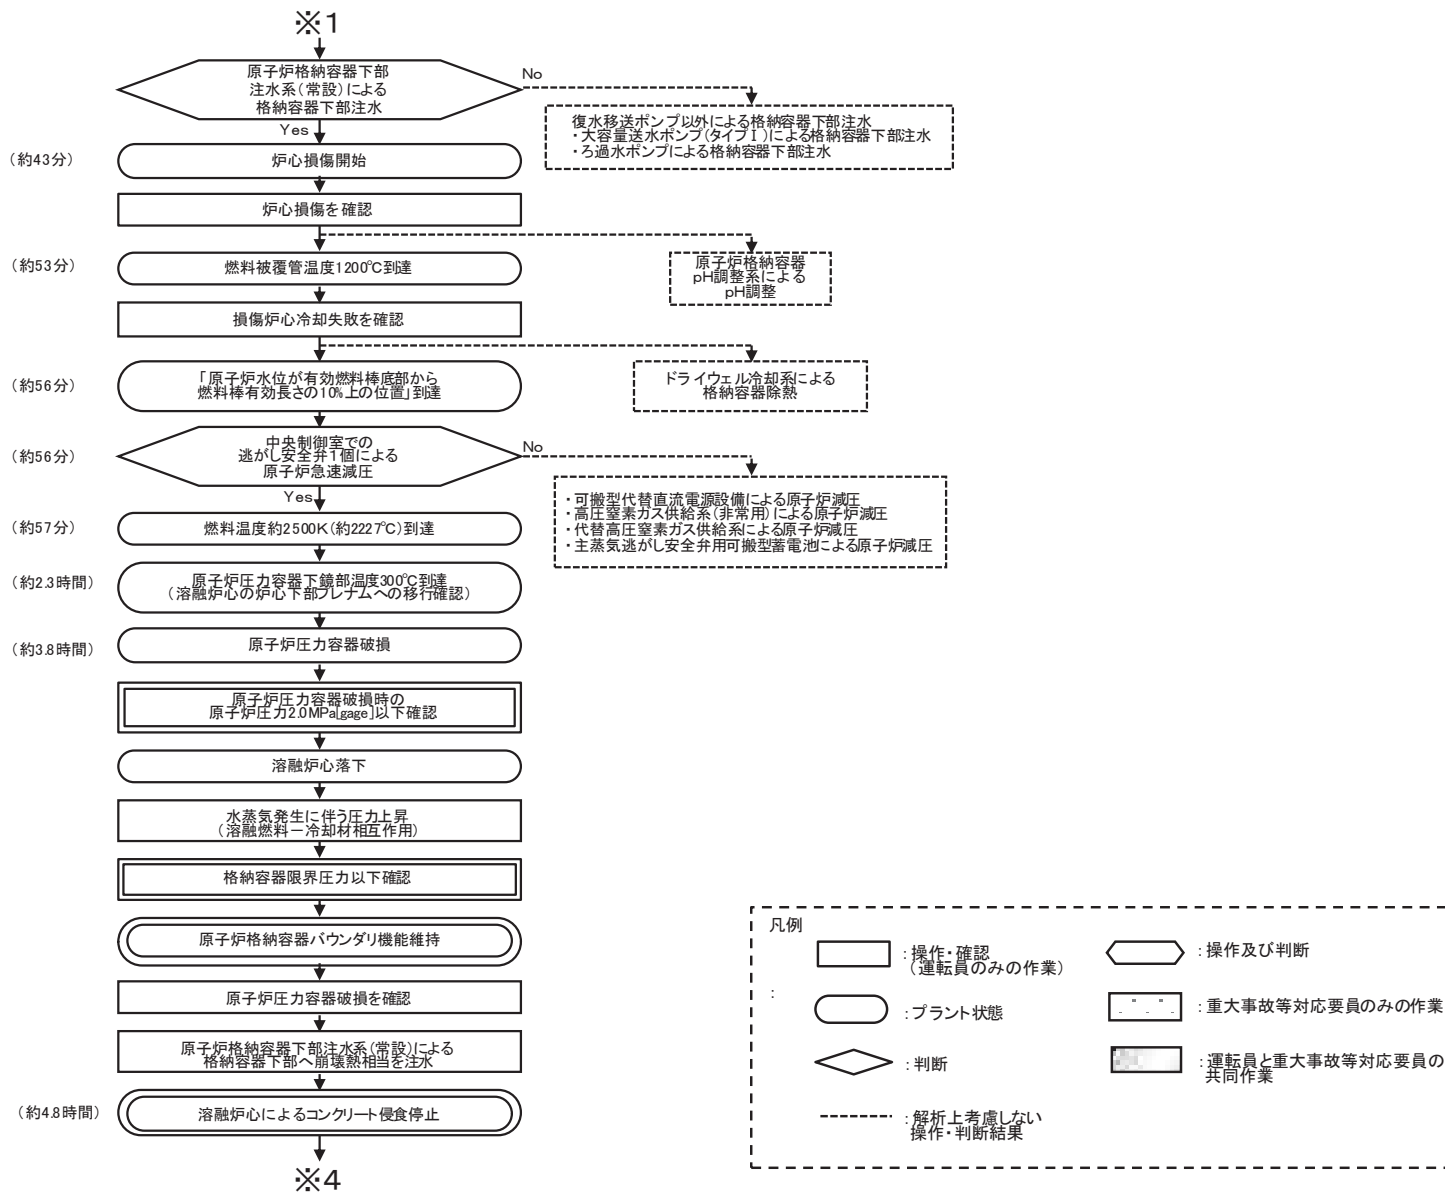 ※1
原子炉格納容器下部
注水系(常設)による
格納容器下部注水
No
Yes
復水移送ポンプ以外による格納容器下部注水
・大容量送水ポンプ(タイプⅠ)による格納容器下部注水
・ろ過水ポンプによる格納容器下部注水
(約43分)
炉心損傷開始
炉心損傷を確認
(約53分)
燃料被覆管温度1200℃到達
原子炉格納容器
pH調整系による
pH調整
損傷炉心冷却失敗を確認
(約56分)
「原子炉水位が有効燃料棒底部から
燃料棒有効長さの10%上の位置」到達
ドライウェル冷却系による
格納容器除熱
(約56分)
中央制御室での
逃がし安全弁1個による
原子炉急速減圧
No
Yes
・可搬型代替直流電源設備による原子炉減圧
・高圧窒素ガス供給系(非常用)による原子炉減圧
・代替高圧窒素ガス供給系による原子炉減圧
・主蒸気逃がし安全弁用可搬型蓄電池による原子炉減圧
(約57分)
燃料温度約2500K(約2227℃)到達
(約2.3時間)
原子炉圧力容器下鏡部温度300℃到達
(溶融炉心の炉心下部プレナムへの移行確認)
(約3.8時間)
原子炉圧力容器破損
原子炉圧力容器破損時の
原子炉圧力2.0MPa[gage]以下確認
溶融炉心落下
水蒸気発生に伴う圧力上昇
(溶融燃料－冷却材相互作用)
格納容器限界圧力以下確認
原子炉格納容器バウンダリ機能維持
原子炉圧力容器破損を確認
原子炉格納容器下部注水系(常設)による
格納容器下部へ崩壊熱相当を注水
(約4.8時間)
溶融炉心によるコンクリート侵食停止
※4
凡例
:操作・確認
(運転員のみの作業)
:操作及び判断
:
:プラント状態
:重大事故等対応要員のみの作業
:判断
:運転員と重大事故等対応要員の
共同作業
:解析上考慮しない
操作・判断結果